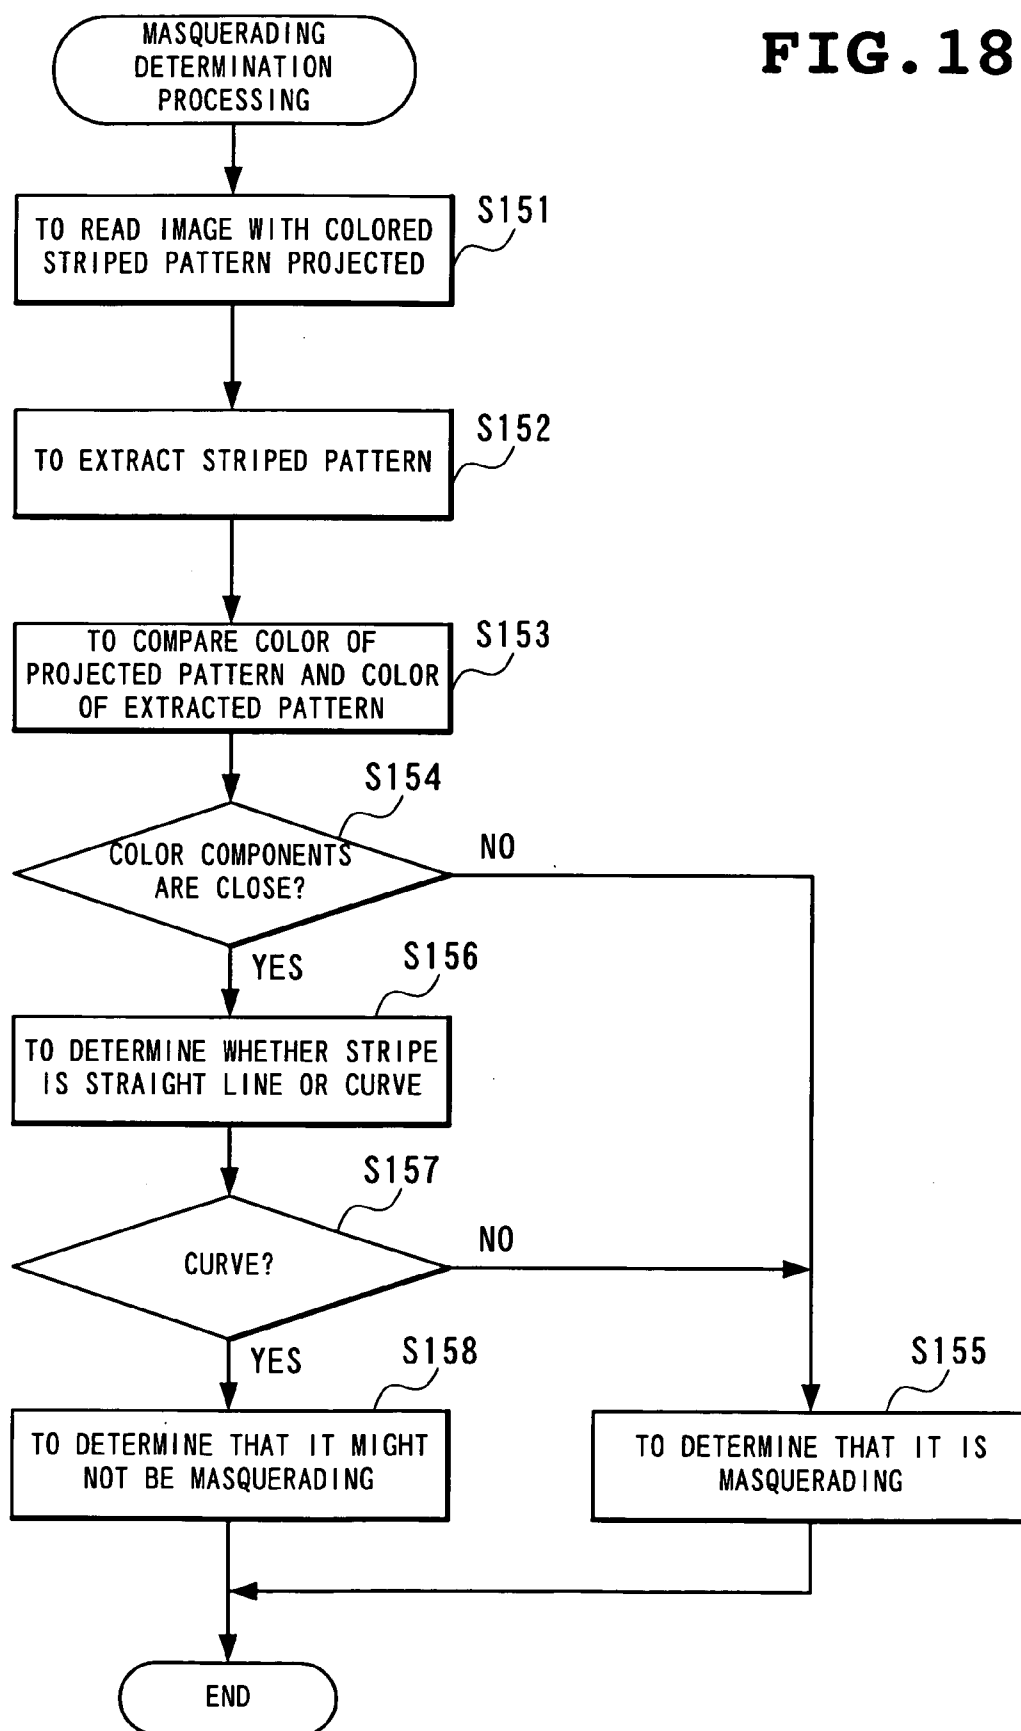 FIG.18
MASQUERADING
DETERMINATION
PROCESSING
S151
TO READ IMAGE WITH COLORED
STRIPED PATTERN PROJECTED
S152
TO EXTRACT STRIPED PATTERN
S153
TO COMPARE COLOR OF
PROJECTED PATTERN AND COLOR
OF EXTRACTED PATTERN
S154
COLOR COMPONENTS
ARE CLOSE?
NO
YES
S156
TO DETERMINE WHETHER STRIPE
IS STRAIGHT LINE OR CURVE
S157
CURVE?
NO
YES
S158
TO DETERMINE THAT IT MIGHT
NOT BE MASQUERADING
S155
TO DETERMINE THAT IT IS
MASQUERADING
END